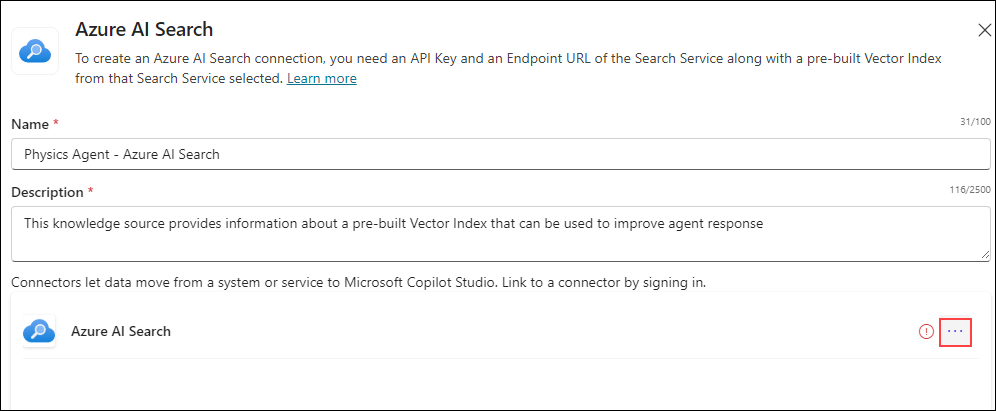 Azure AI Search
To create an Azure AI Search connection, you need an API Key and an Endpoint URL of the Search Service along with a pre-built Vector Index
from that Search Service selected. Learn more
Name *
31/100
Physics Agent - Azure AI Search
Description *
116/2500
This knowledge source provides information about a pre-built Vector Index that can be used to improve agent response
Connectors let data move from a system or service to Microsoft Copilot Studio. Link to a connector by signing in.
Azure AI Search